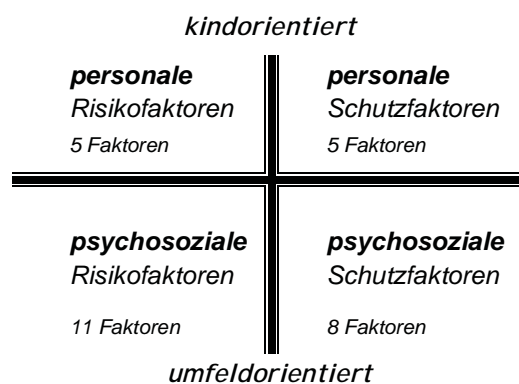 kindorientiert
personale
Risikofaktoren
5 Faktoren
personale
Schutzfaktoren
5 Faktoren
psychosoziale
Risikofaktoren
11 Faktoren
psychosoziale
Schutzfaktoren
8 Faktoren
umfeldorientiert